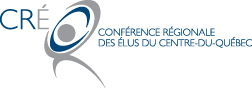 CRÉ
CONFÉRENCE RÉGIONALE
DES ÉLUS DU CENTRE-DU-QUÉBEC